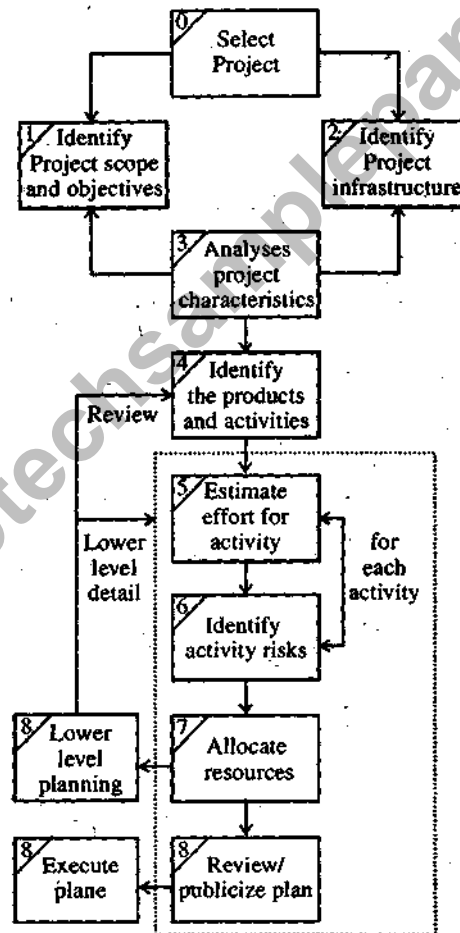 0
Select
Project
1
Identify
Project scope
and objectives
2
Identify
Project
infrastructure
3
Analyses
project
characteristics
4
Identify
the products
and activities
Review
5
Estimate
effort for
activity
Lower
level
detail
for
each
activity
6
Identify
activity risks
8
Lower
level
planning
7
Allocate
resources
8
Execute
plane
8
Review/
publicize plan
otechsamplepap